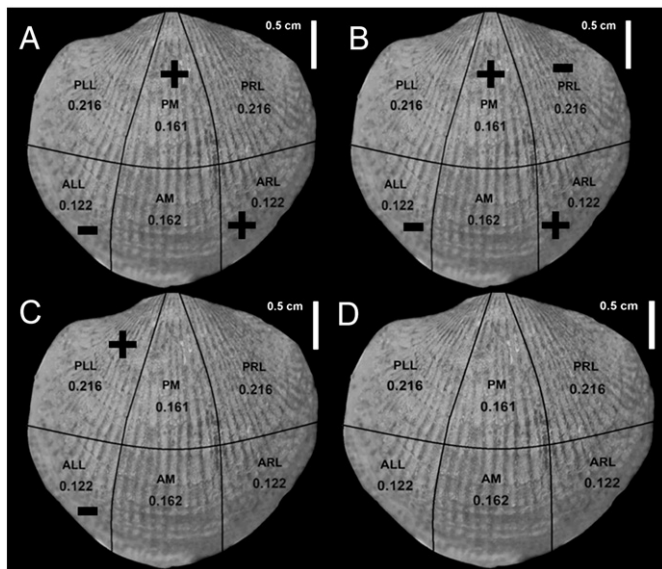 A
0.5 cm
PLL
0.216
+
PM
0.161
PRL
0.216
ALL
0.122
-
AM
0.162
ARL
0.122
+
B
0.5 cm
PLL
0.216
+
PM
0.161
-
PRL
0.216
ALL
0.122
-
AM
0.162
ARL
0.122
+
C
0.5 cm
+
PLL
0.216
PM
0.161
PRL
0.216
ALL
0.122
-
AM
0.162
ARL
0.122
D
0.5 cm
PLL
0.216
PM
0.161
PRL
0.216
ALL
0.122
AM
0.162
ARL
0.122